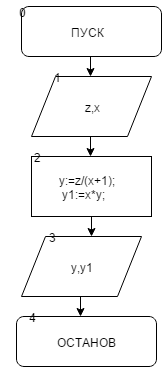 0
ПУСК
1
z,x
2
y:=z/(x+1);
y1:=x*y;
3
y,y1
4
ОСТАНОВ